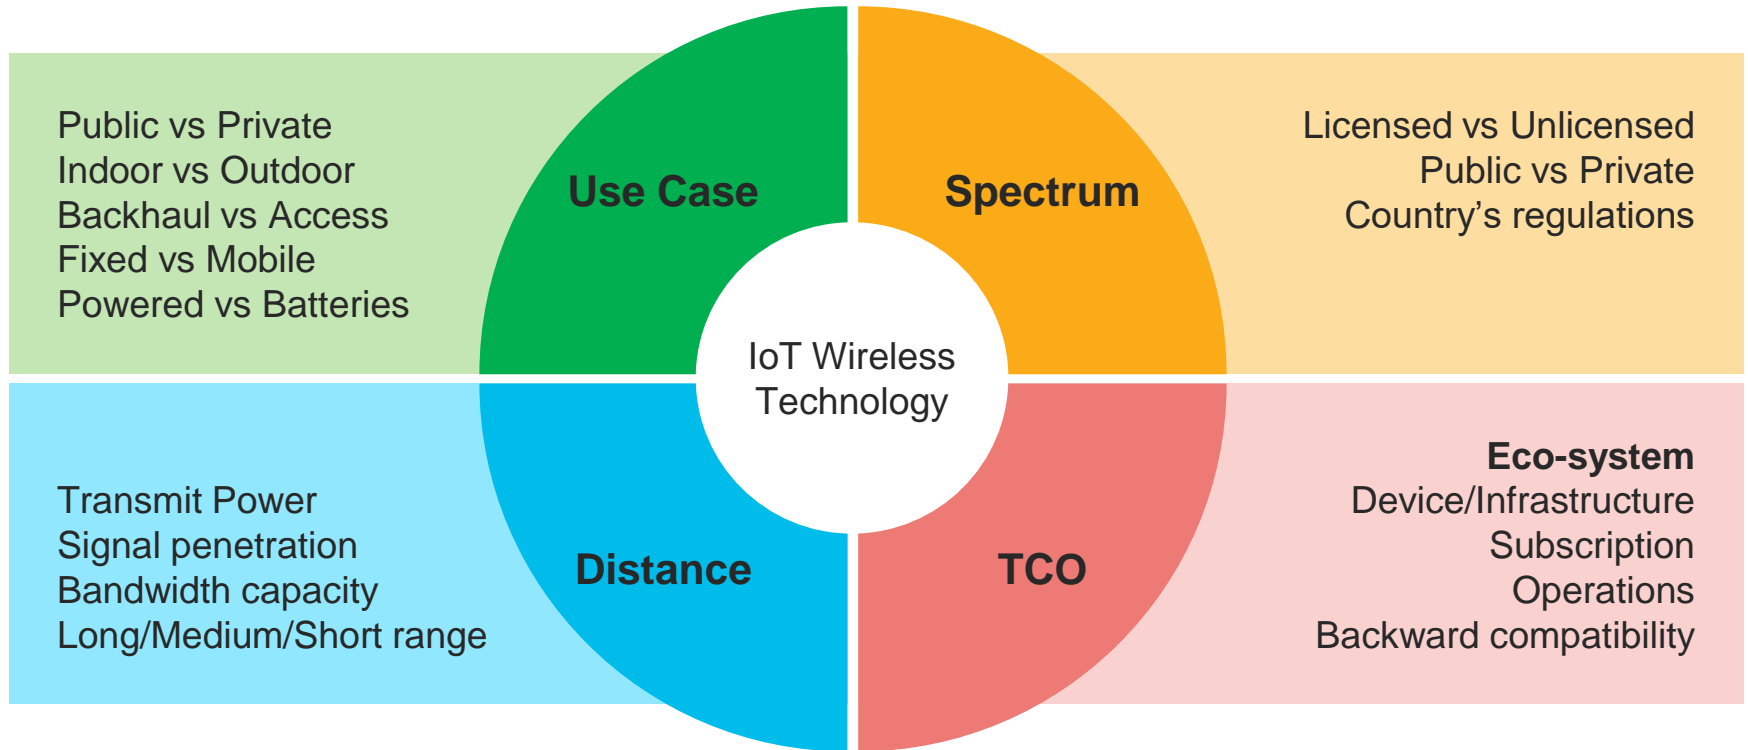 Public vs Private
Indoor vs Outdoor
Backhaul vs Access
Fixed vs Mobile
Powered vs Batteries
Use Case
Spectrum
Licensed vs Unlicensed
Public vs Private
Country’s regulations
IoT Wireless
Technology
Transmit Power
Signal penetration
Bandwidth capacity
Long/Medium/Short range
Distance
TCO
Eco-system
Device/Infrastructure
Subscription
Operations
Backward compatibility